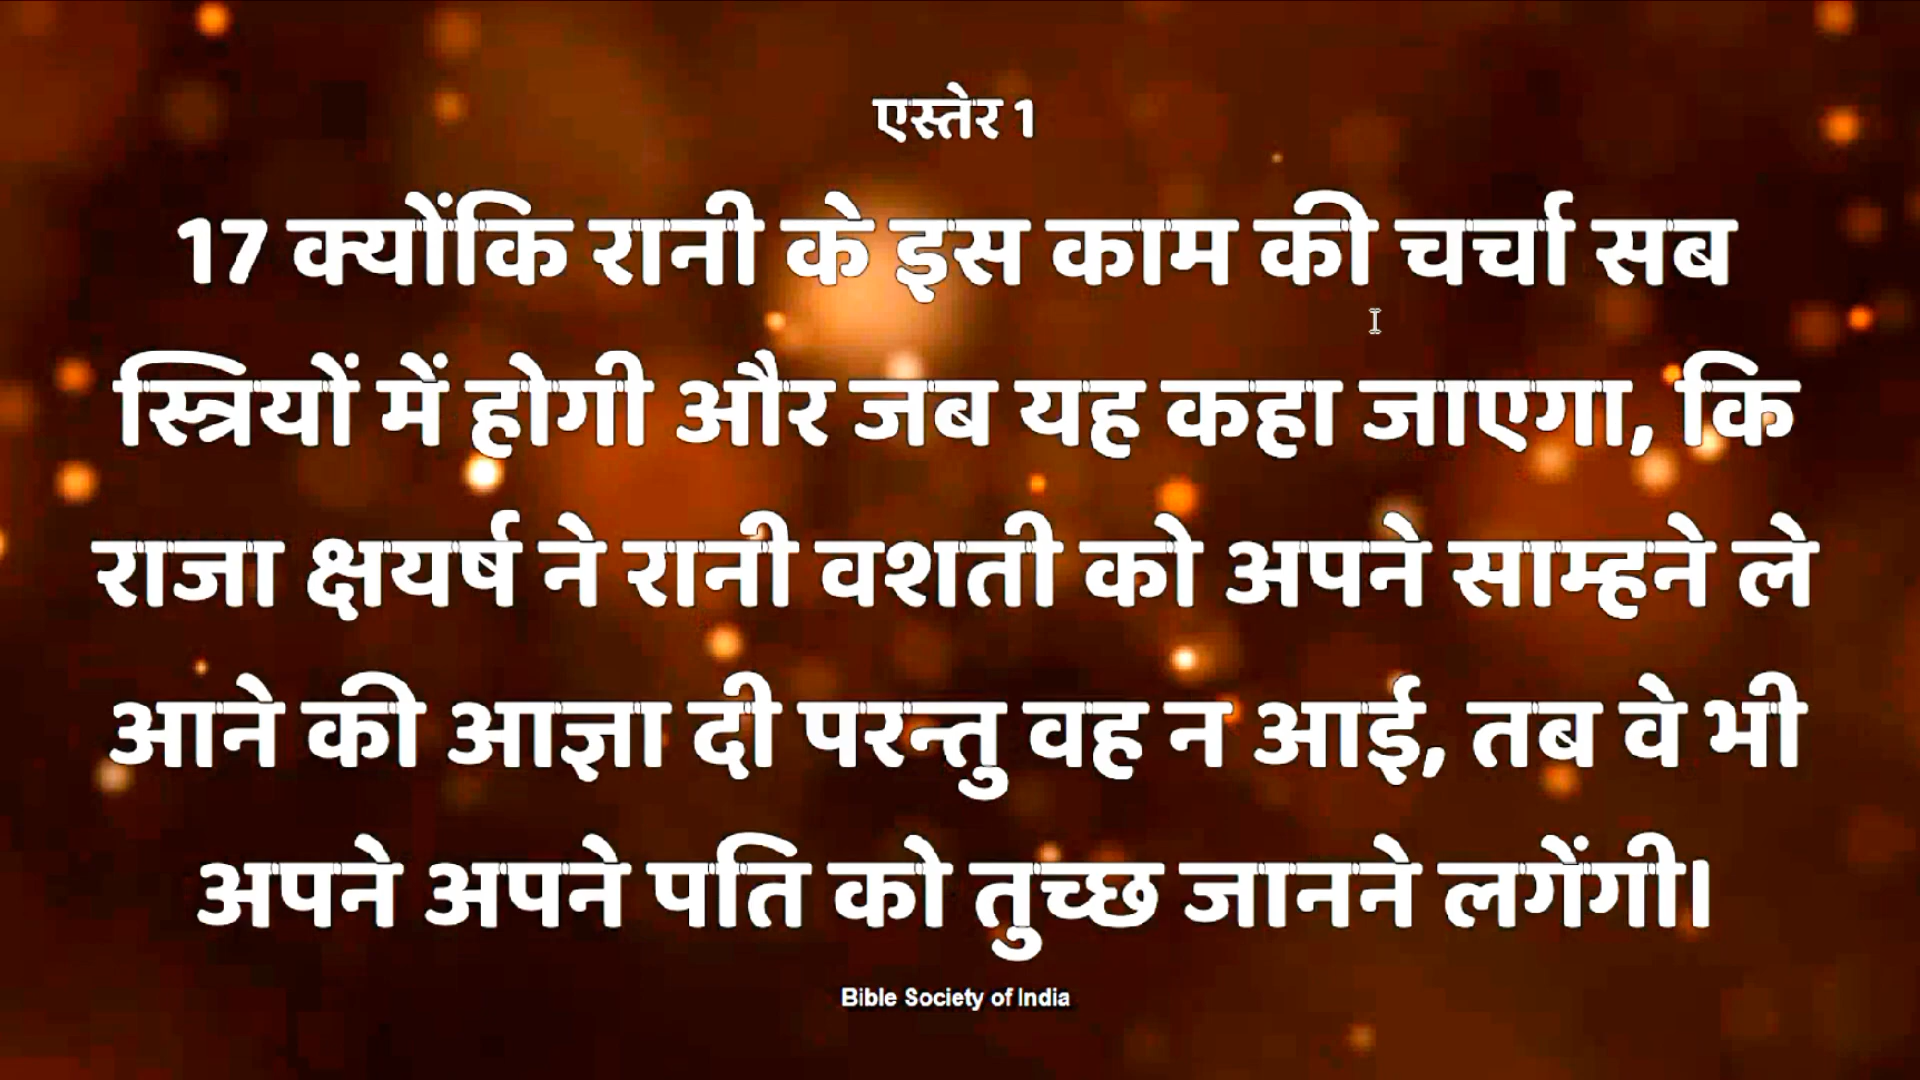 एस्तेर 1
17 क्योंकि रानी के इस काम की चर्चा सब
स्त्रियों में होगी और जब यह कहा जाएगा, कि
राजा क्षयर्ष ने रानी वशती को अपने साम्हने ले
आने की आज्ञा दी परन्तु वह न आई, तब वे भी
अपने अपने पति को तुच्छ जानने लगेंगी।
Bible Society of India